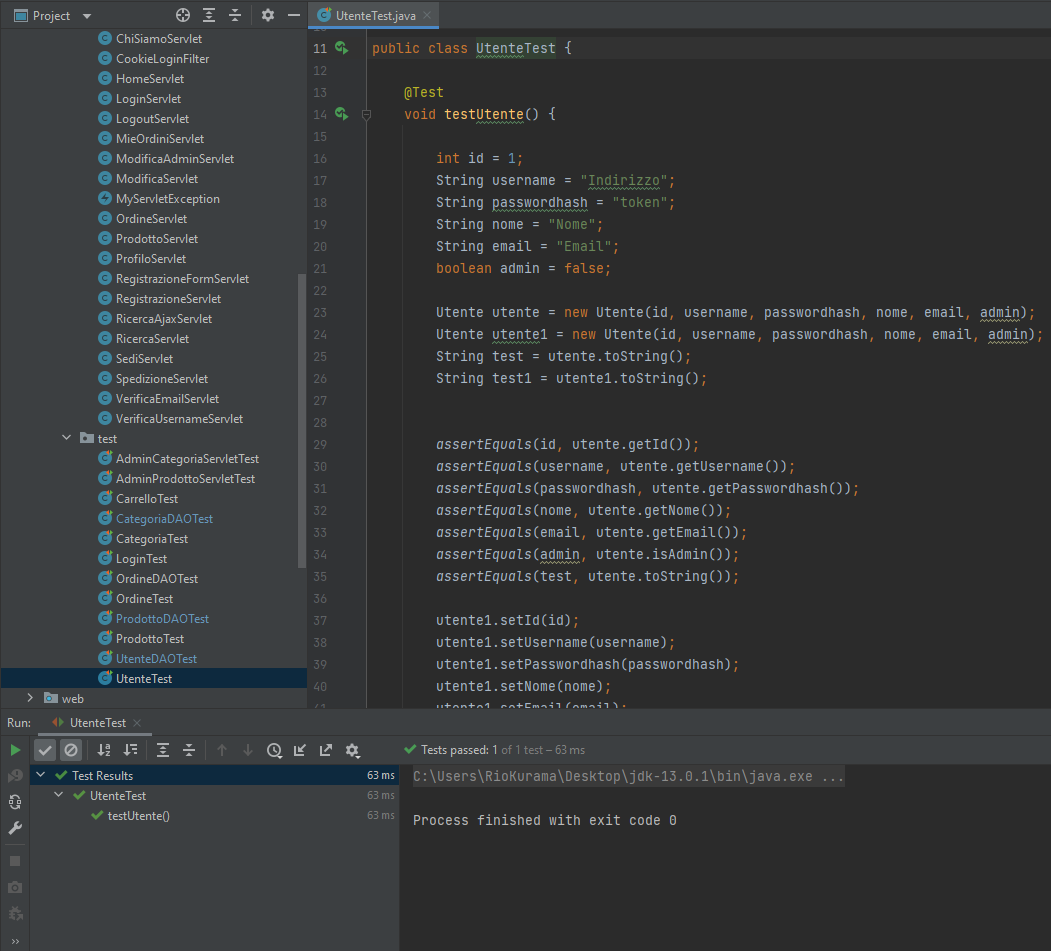 Project
UtenteTest.java
ChiSiamoServlet
CookieLoginFilter
HomeServlet
LoginServlet
LogoutServlet
MieOrdiniServlet
ModificaAdminServlet
ModificaServlet
MyServletException
OrdineServlet
ProdottoServlet
ProfiloServlet
RegistrazioneFormServlet
RegistrazioneServlet
RicercaAjaxServlet
RicercaServlet
SediServlet
SpedizioneServlet
VerificaEmailServlet
VerificaUsernameServlet
test
AdminCategoriaServletTest
AdminProdottoServletTest
CarrelloTest
CategoriaDAOTest
CategoriaTest
LoginTest
OrdineDAOTest
OrdineTest
ProdottoDAOTest
ProdottoTest
UtenteDAOTest
UtenteTest
web
11 public class UtenteTest {
12
13 @Test
14 void testUtente() {
15
16 int id = 1;
17 String username = "Indirizzo";
18 String passwordhash = "token";
19 String nome = "Nome";
20 String email = "Email";
21 boolean admin = false;
22
23 Utente utente = new Utente(id, username, passwordhash, nome, email, admin);
24 Utente utente1 = new Utente(id, username, passwordhash, nome, email, admin);
25 String test = utente.toString();
26 String test1 = utente1.toString();
27
28
29 assertEquals(id, utente.getId());
30 assertEquals(username, utente.getUsername());
31 assertEquals(passwordhash, utente.getPasswordhash());
32 assertEquals(nome, utente.getNome());
33 assertEquals(email, utente.getEmail());
34 assertEquals(admin, utente.isAdmin());
35 assertEquals(test, utente.toString());
36
37 utente1.setId(id);
38 utente1.setUsername(username);
39 utente1.setPasswordhash(passwordhash);
40 utente1.setNome(nome);
41 utente1.setEmail(email);
Run: UtenteTest
Tests passed: 1 of 1 test – 63 ms
Test Results 63 ms
UtenteTest 63 ms
testUtente() 63 ms
C:\Users\RioKurama\Desktop\jdk-13.0.1\bin\java.exe ...
Process finished with exit code 0